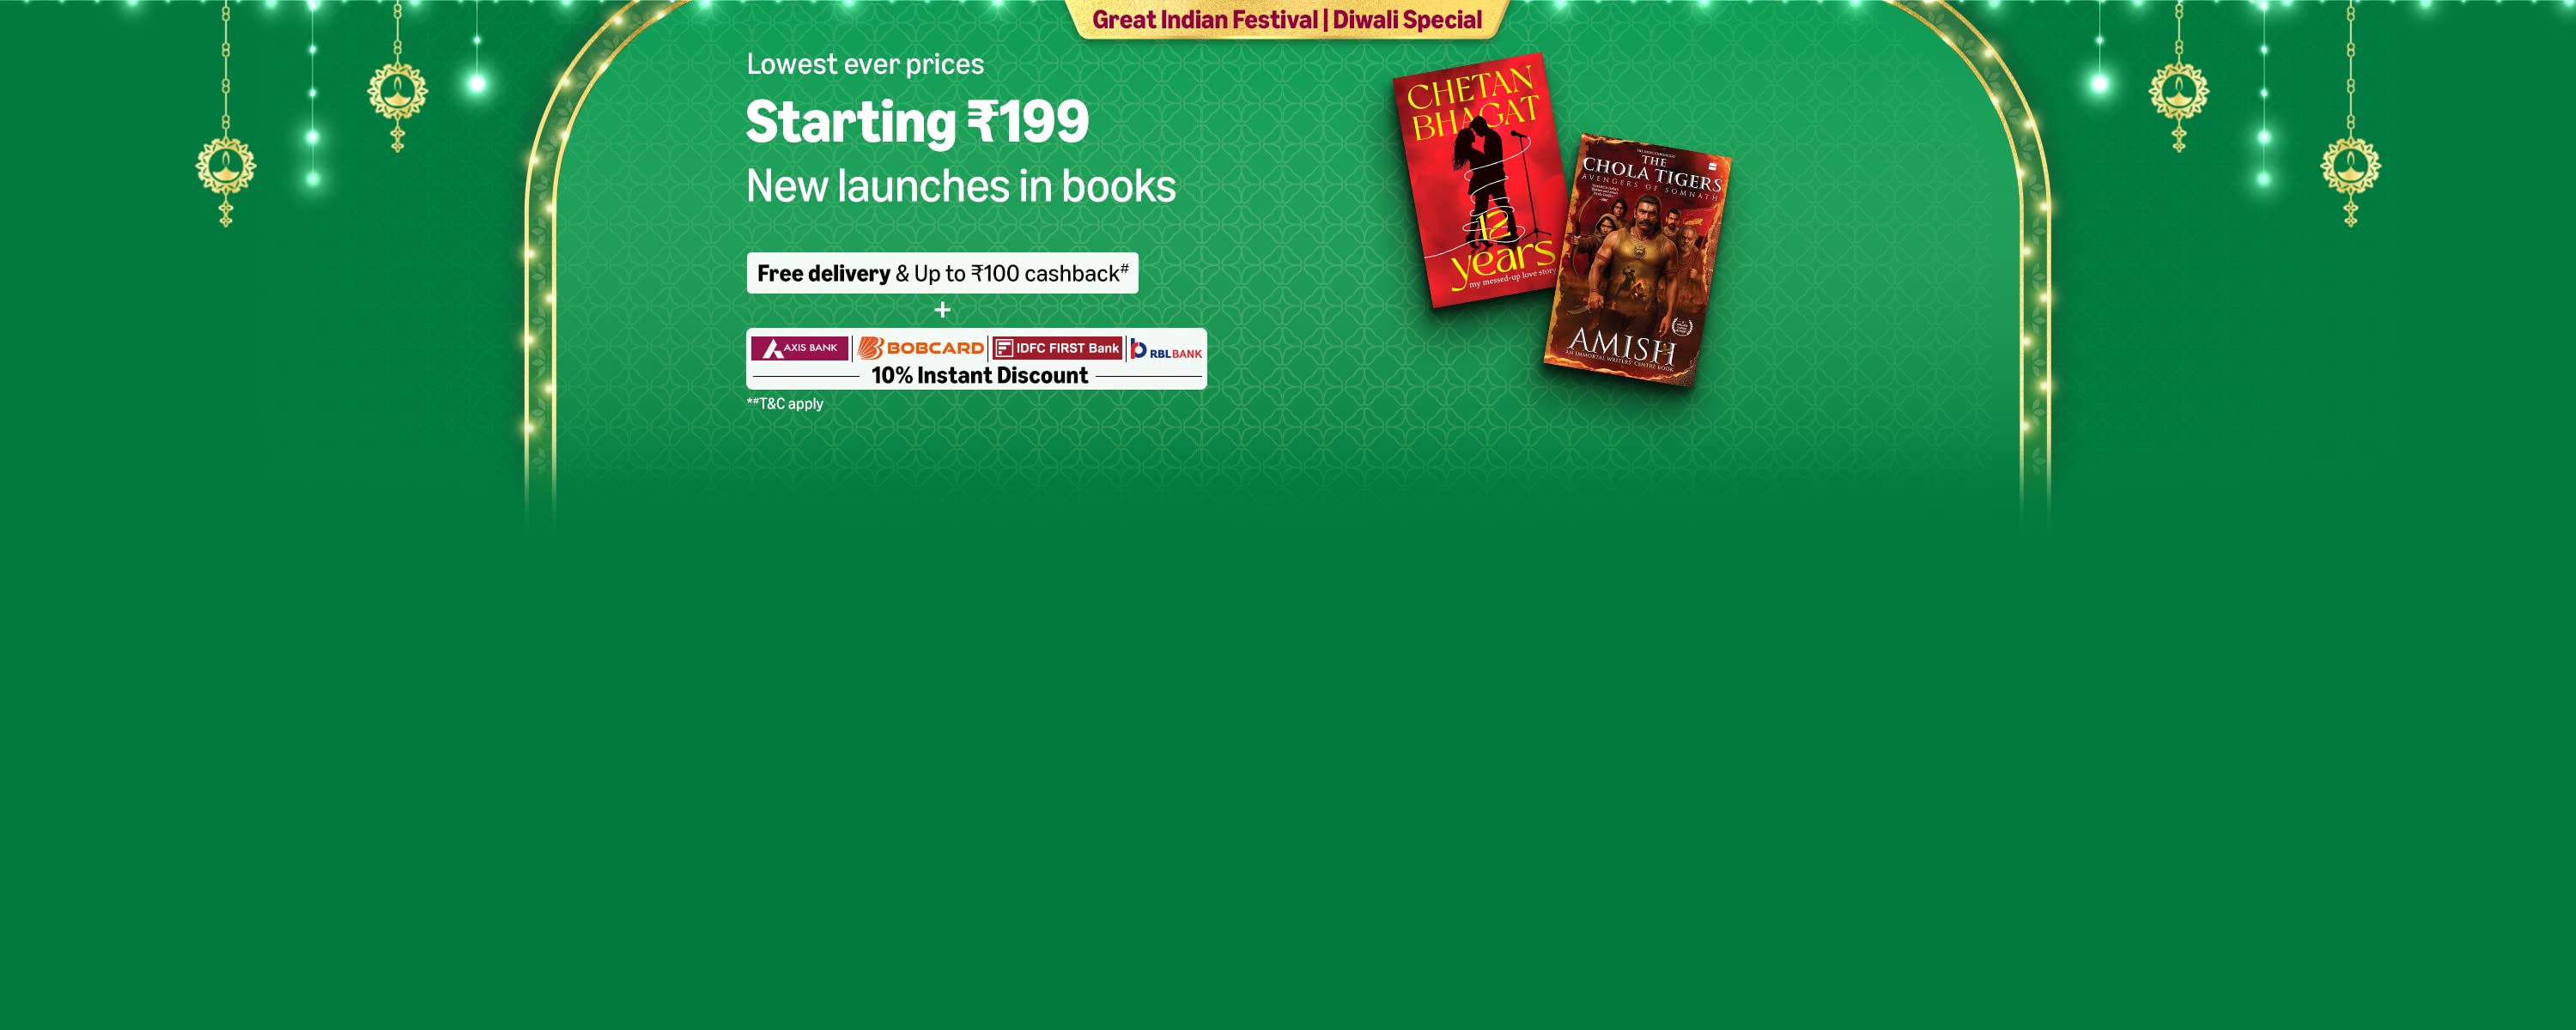 Great Indian Festival | Diwali Special
Lowest ever prices
Starting ₹199
New launches in books
Free delivery & Up to ₹100 cashback#
+
AXIS BANK | BOBCARD | IDFC FIRST Bank | RBL BANK
10% Instant Discount
*#T&C apply
CHETAN
BHAGAT
12
years
my messed-up love story
THE
CHOLA TIGERS
AVENGERS OF SOMNATH
AMISH
AN IMMORTAL WRITERS' CENTRE BOOK